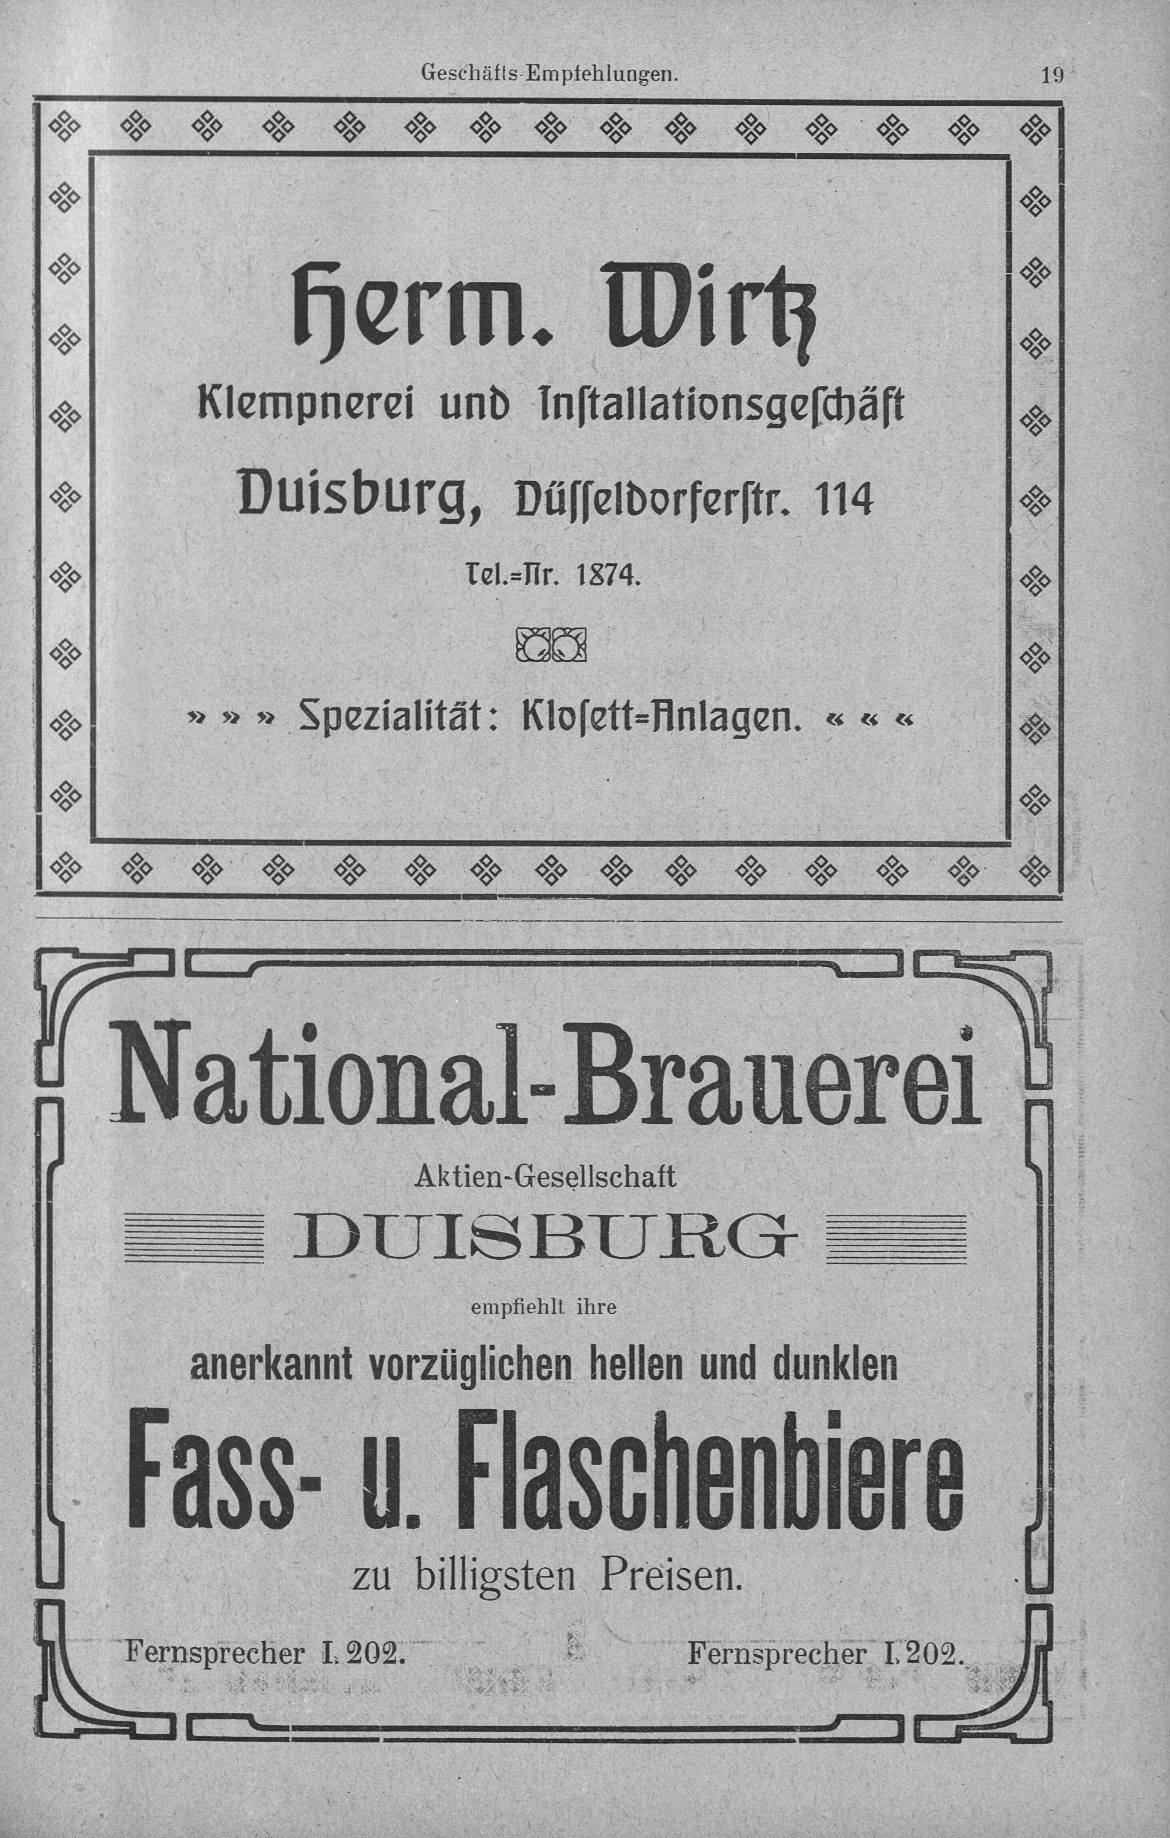 Geschäfts-Empfehlungen.
19
Herm. Wirtz
Klempnerei und Inſtallationsgeſchäft
Duisburg, Düſſeldorferſtr. 114
Tel.=Nr. 1874.
» » » Spezialität: Kloſett=Anlagen. « « «
National-Brauerei
Aktien-Gesellschaft
DUISBURG
empfiehlt ihre
anerkannt vorzüglichen hellen und dunklen
Fass- u. Flaschenbiere
zu billigsten Preisen.
Fernsprecher I. 202. Fernsprecher I. 202.